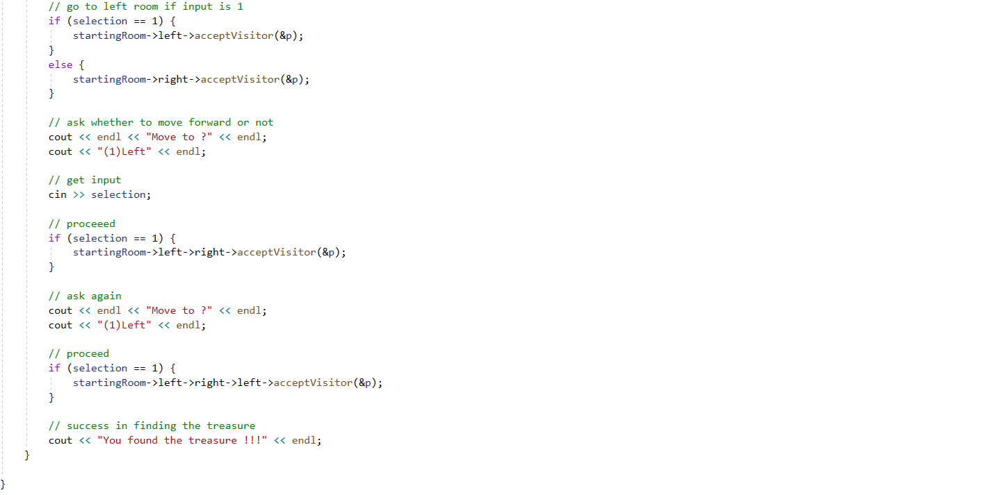 // go to left room if input is 1
if (selection == 1) {
startingRoom->left->acceptVisitor(&p);
}
else {
startingRoom->right->acceptVisitor(&p);
}
// ask whether to move forward or not
cout << endl << "Move to ?" << endl;
cout << "(1)Left" << endl;
// get input
cin >> selection;
// proceeed
if (selection == 1) {
startingRoom->left->right->acceptVisitor(&p);
}
// ask again
cout << endl << "Move to ?" << endl;
cout << "(1)Left" << endl;
// proceed
if (selection == 1) {
startingRoom->left->right->left->acceptVisitor(&p);
}
// success in finding the treasure
cout << "You found the treasure !!!" << endl;
}
}